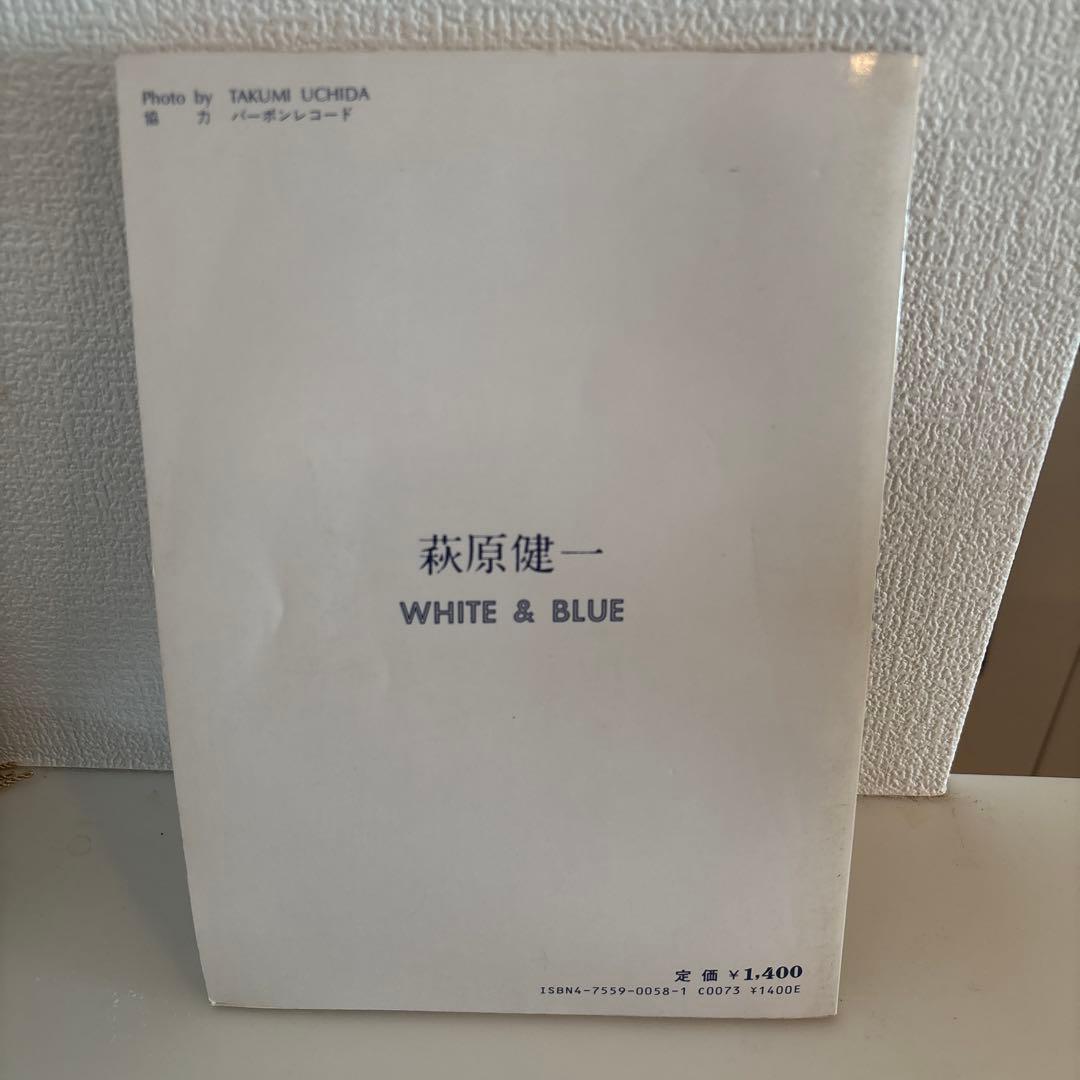 Photo by TAKUMI UCHIDA
協 力 バーボンレコード
萩原健一
WHITE & BLUE
定 価 ¥1,400
ISBN4-7559-0058-1 C0073 ¥1400E